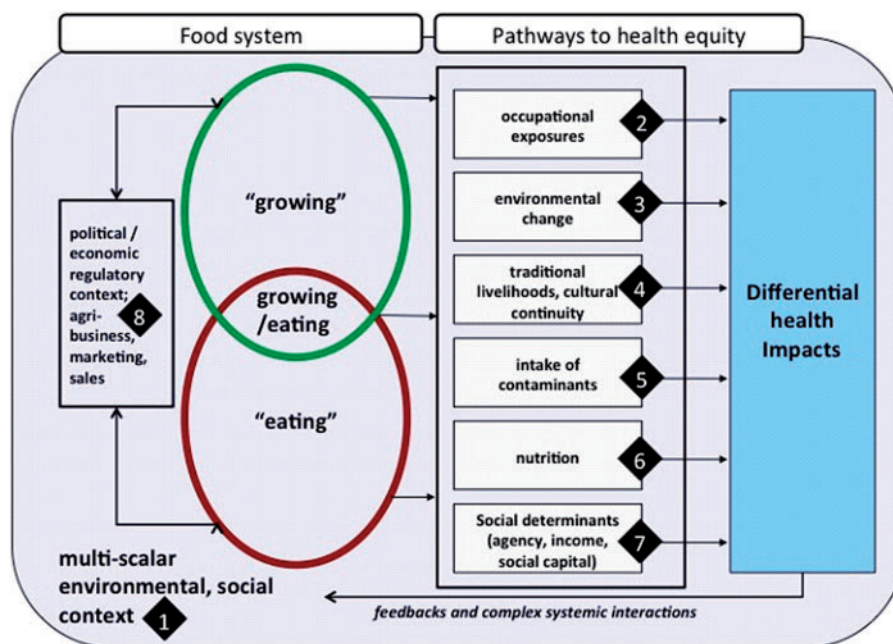 Food system
Pathways to health equity
"growing"
growing
/eating
"eating"
political /
economic
regulatory
context;
agri-
business,
marketing,
sales
8
occupational
exposures
2
environmental
change
3
traditional
livelihoods, cultural
continuity
4
intake of
contaminants
5
nutrition
6
Social determinants
(agency, income,
social capital)
7
Differential
health
Impacts
multi-scalar
environmental, social
context
1
feedbacks and complex systemic interactions